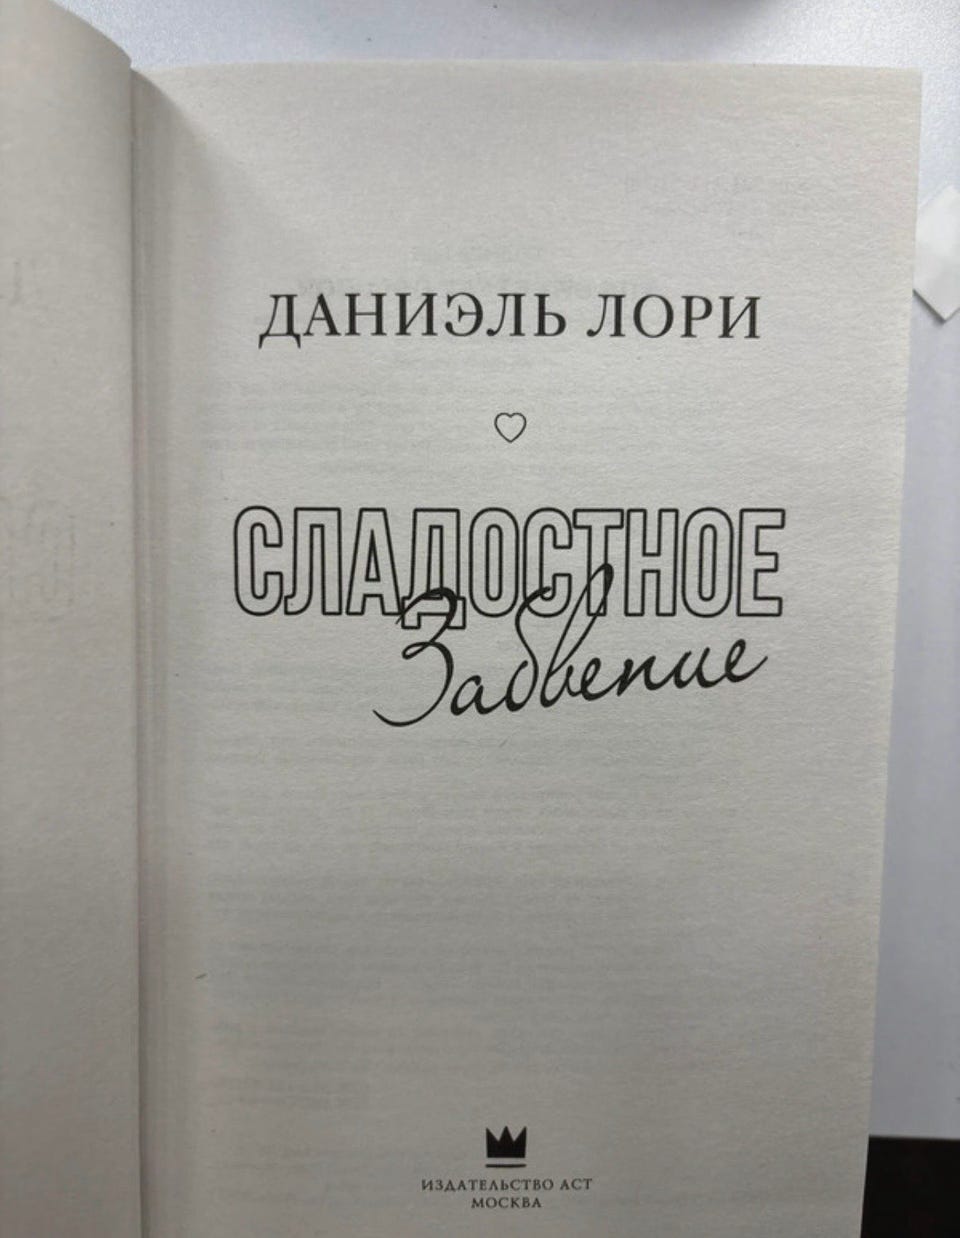 ДАНИЭЛЬ ЛОРИ
СЛАДОСТНОЕ
Забвение
ИЗДАТЕЛЬСТВО АСТ
МОСКВА